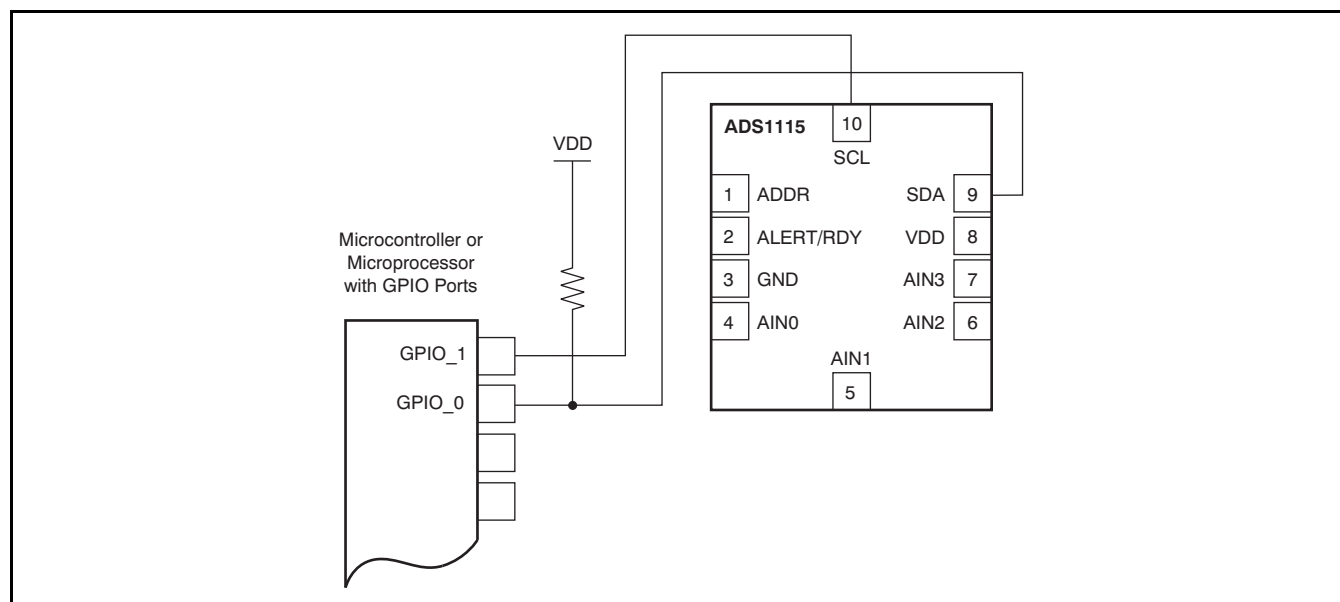 VDD
Microcontroller or
Microprocessor
with GPIO Ports
GPIO_1
GPIO_0
ADS1115
10
SCL
1 ADDR
SDA 9
2 ALERT/RDY
VDD 8
3 GND
AIN3 7
4 AIN0
AIN2 6
AIN1
5